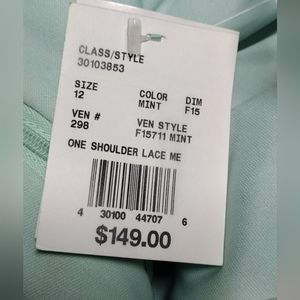 CLASS/STYLE
30103853
SIZE COLOR DIM
12 MINT F15
VEN # VEN STYLE
298 F15711 MINT
ONE SHOULDER LACE ME
4 30100 44707 6
$149.00